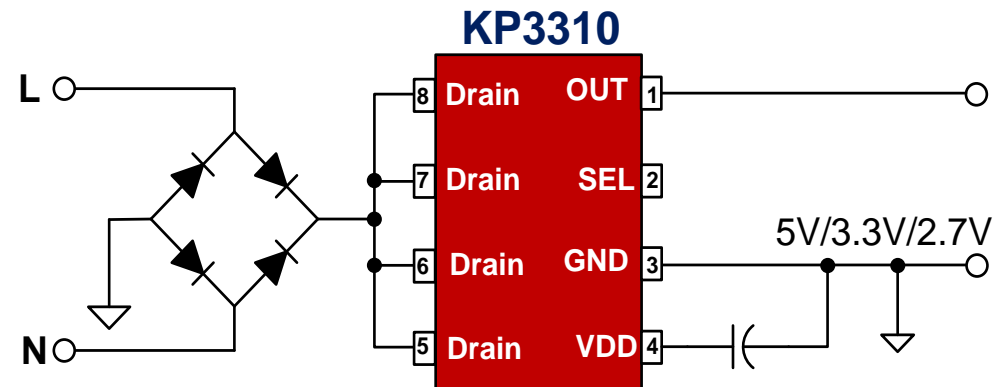 KP3310
L
8 Drain OUT 1
7 Drain SEL 2
5V/3.3V/2.7V
6 Drain GND 3
N
5 Drain VDD 4